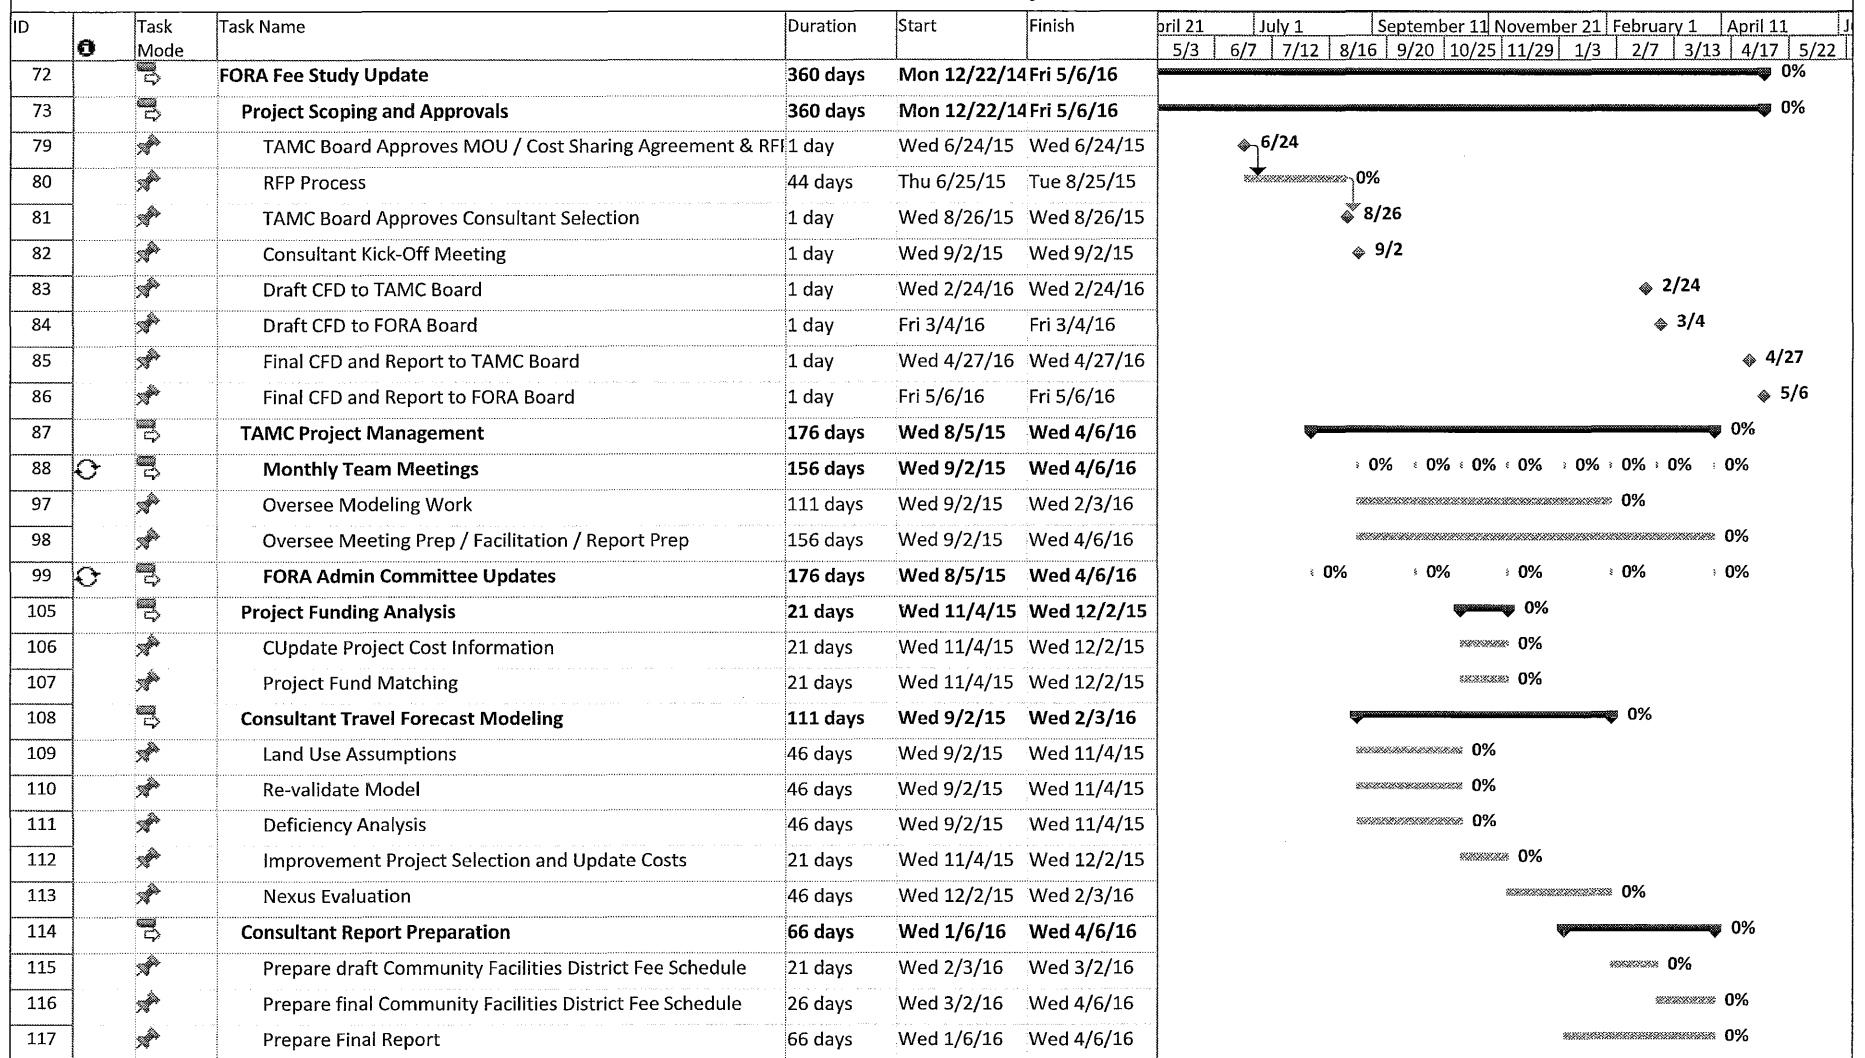 ID Task Mode Task Name Duration Start Finish pril 21 July 1 September 11 November 21 February 1 April 11
5/3 6/7 7/12 8/16 9/20 10/25 11/29 1/3 2/7 3/13 4/17 5/22
72 FORA Fee Study Update 360 days Mon 12/22/14 Fri 5/6/16 0%
73 Project Scoping and Approvals 360 days Mon 12/22/14 Fri 5/6/16 0%
79 TAMC Board Approves MOU / Cost Sharing Agreement & RFI 1 day Wed 6/24/15 Wed 6/24/15 6/24
80 RFP Process 44 days Thu 6/25/15 Tue 8/25/15 0%
81 TAMC Board Approves Consultant Selection 1 day Wed 8/26/15 Wed 8/26/15 8/26
82 Consultant Kick-Off Meeting 1 day Wed 9/2/15 Wed 9/2/15 9/2
83 Draft CFD to TAMC Board 1 day Wed 2/24/16 Wed 2/24/16 2/24
84 Draft CFD to FORA Board 1 day Fri 3/4/16 Fri 3/4/16 3/4
85 Final CFD and Report to TAMC Board 1 day Wed 4/27/16 Wed 4/27/16 4/27
86 Final CFD and Report to FORA Board 1 day Fri 5/6/16 Fri 5/6/16 5/6
87 TAMC Project Management 176 days Wed 8/5/15 Wed 4/6/16 0%
88 Monthly Team Meetings 156 days Wed 9/2/15 Wed 4/6/16 0% 0% 0% 0% 0% 0% 0% 0%
97 Oversee Modeling Work 111 days Wed 9/2/15 Wed 2/3/16 0%
98 Oversee Meeting Prep / Facilitation / Report Prep 156 days Wed 9/2/15 Wed 4/6/16 0%
99 FORA Admin Committee Updates 176 days Wed 8/5/15 Wed 4/6/16 0% 0% 0% 0% 0%
105 Project Funding Analysis 21 days Wed 11/4/15 Wed 12/2/15 0%
106 CUpdate Project Cost Information 21 days Wed 11/4/15 Wed 12/2/15 0%
107 Project Fund Matching 21 days Wed 11/4/15 Wed 12/2/15 0%
108 Consultant Travel Forecast Modeling 111 days Wed 9/2/15 Wed 2/3/16 0%
109 Land Use Assumptions 46 days Wed 9/2/15 Wed 11/4/15 0%
110 Re-validate Model 46 days Wed 9/2/15 Wed 11/4/15 0%
111 Deficiency Analysis 46 days Wed 9/2/15 Wed 11/4/15 0%
112 Improvement Project Selection and Update Costs 21 days Wed 11/4/15 Wed 12/2/15 0%
113 Nexus Evaluation 46 days Wed 12/2/15 Wed 2/3/16 0%
114 Consultant Report Preparation 66 days Wed 1/6/16 Wed 4/6/16 0%
115 Prepare draft Community Facilities District Fee Schedule 21 days Wed 2/3/16 Wed 3/2/16 0%
116 Prepare final Community Facilities District Fee Schedule 26 days Wed 3/2/16 Wed 4/6/16 0%
117 Prepare Final Report 66 days Wed 1/6/16 Wed 4/6/16 0%